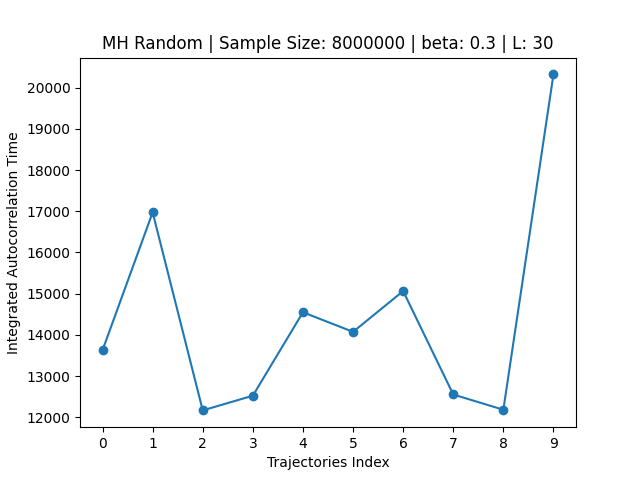 MH Random | Sample Size: 8000000 | beta: 0.3 | L: 30
Integrated Autocorrelation Time
20000
19000
18000
17000
16000
15000
14000
13000
12000
0 1 2 3 4 5 6 7 8 9
Trajectories Index